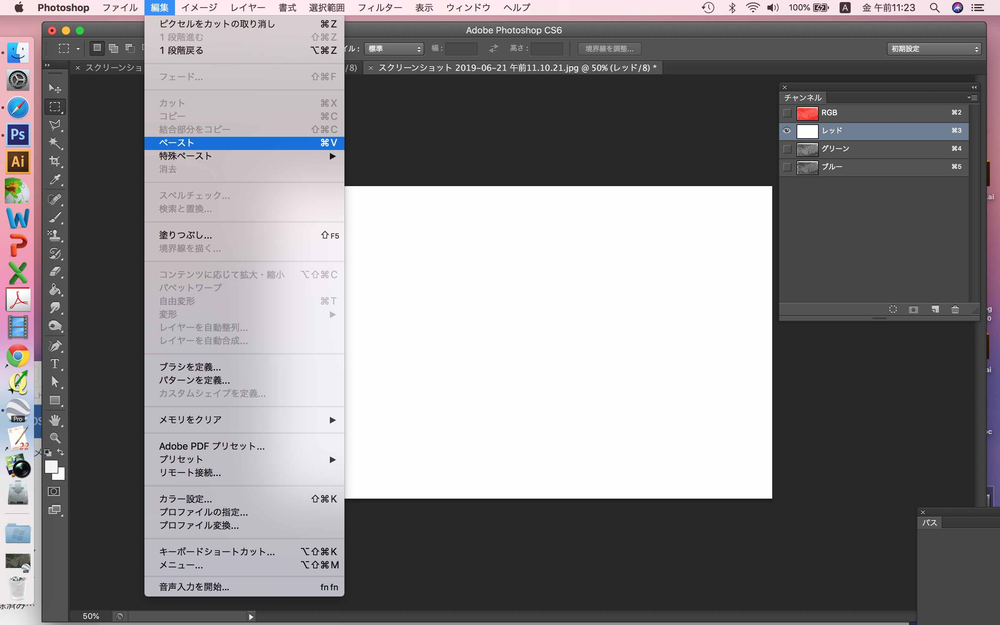 Photoshop ファイル 編集 イメージ レイヤー 書式 選択範囲 フィルター 表示 ウィンドウ ヘルプ 100% A 金 午前11:23
Adobe Photoshop CS6
イル: 標準 幅: 高さ: 境界線を調整... 初期設定
× スクリーンショ /8) × スクリーンショット 2019-06-21 午前11.10.21.jpg @ 50% (レッド/8) *
ピクセルをカットの取り消し ⌘Z
1 段階進む ⇧⌘Z
1 段階戻る ⌥⌘Z
フェード... ⇧⌘F
カット ⌘X
コピー ⌘C
結合部分をコピー ⇧⌘C
ペースト ⌘V
特殊ペースト ▶
消去
スペルチェック...
検索と置換...
塗りつぶし... ⇧F5
境界線を描く...
コンテンツに応じて拡大・縮小 ⌥⇧⌘C
パペットワープ
自由変形 ⌘T
変形 ▶
レイヤーを自動整列...
レイヤーを自動合成...
ブラシを定義...
パターンを定義...
カスタムシェイプを定義...
メモリをクリア ▶
Adobe PDF プリセット...
プリセット ▶
リモート接続...
カラー設定... ⇧⌘K
プロファイルの指定...
プロファイル変換...
キーボードショートカット... ⌥⇧⌘K
メニュー... ⌥⇧⌘M
音声入力を開始... fn fn
チャンネル
RGB ⌘2
レッド ⌘3
グリーン ⌘4
ブルー ⌘5
パス
50%
Ps
Ai
Pro
22
.ai